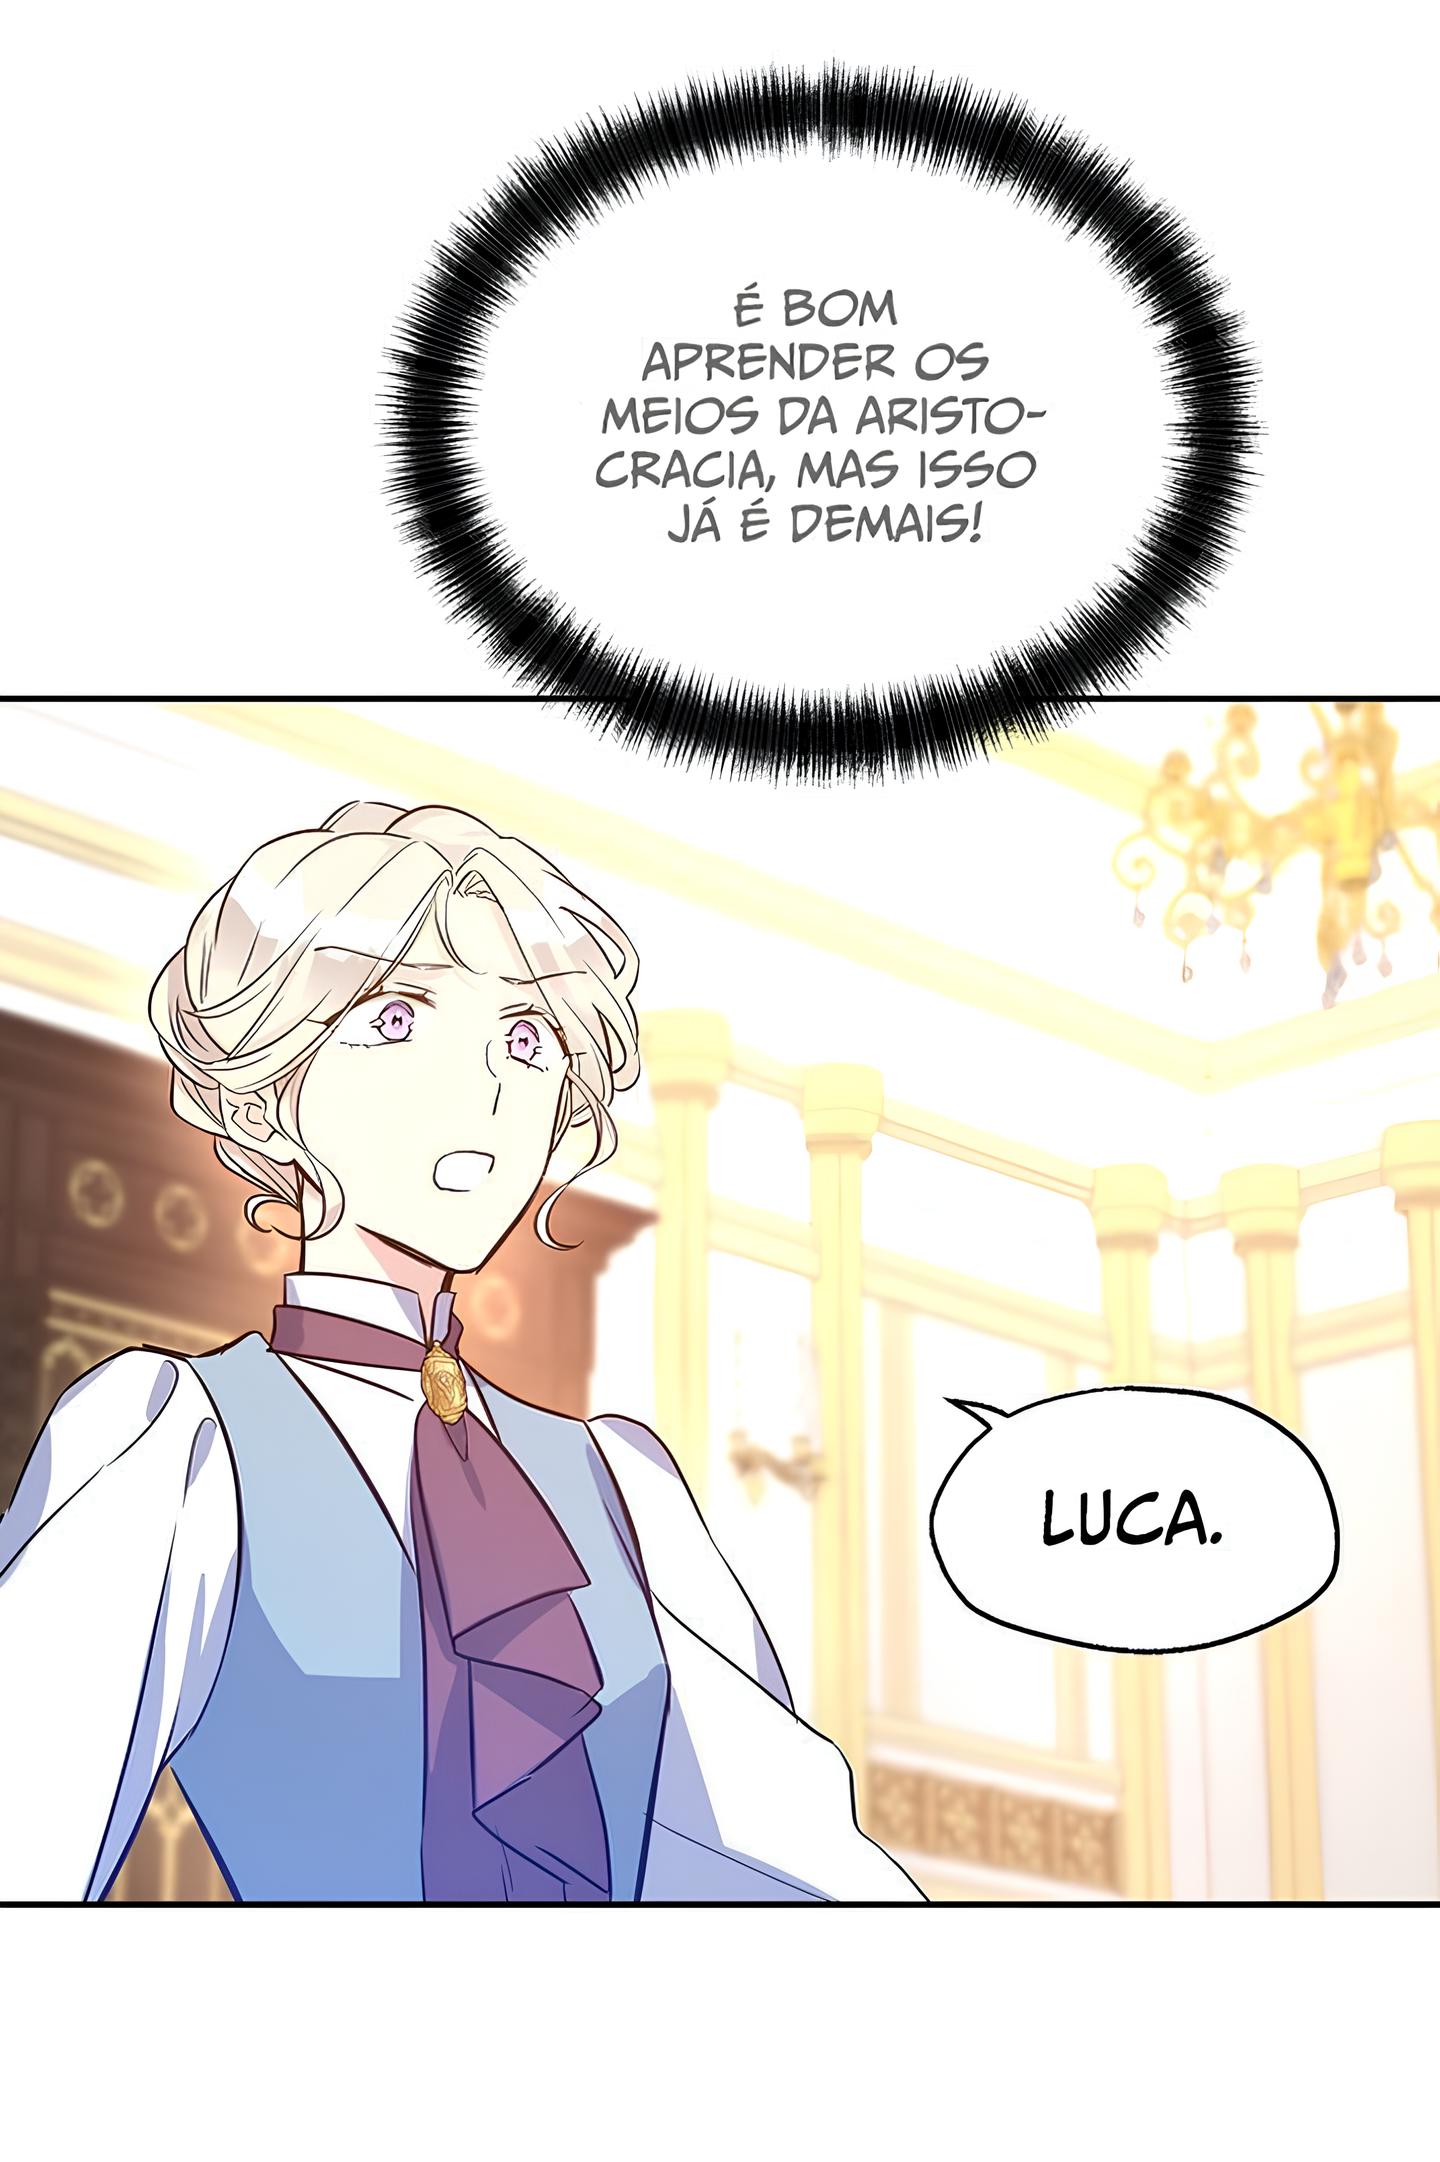 É BOM
APRENDER OS
MEIOS DA ARISTO-
CRACIA, MAS ISSO
JÁ É DEMAIS!
LUCA.